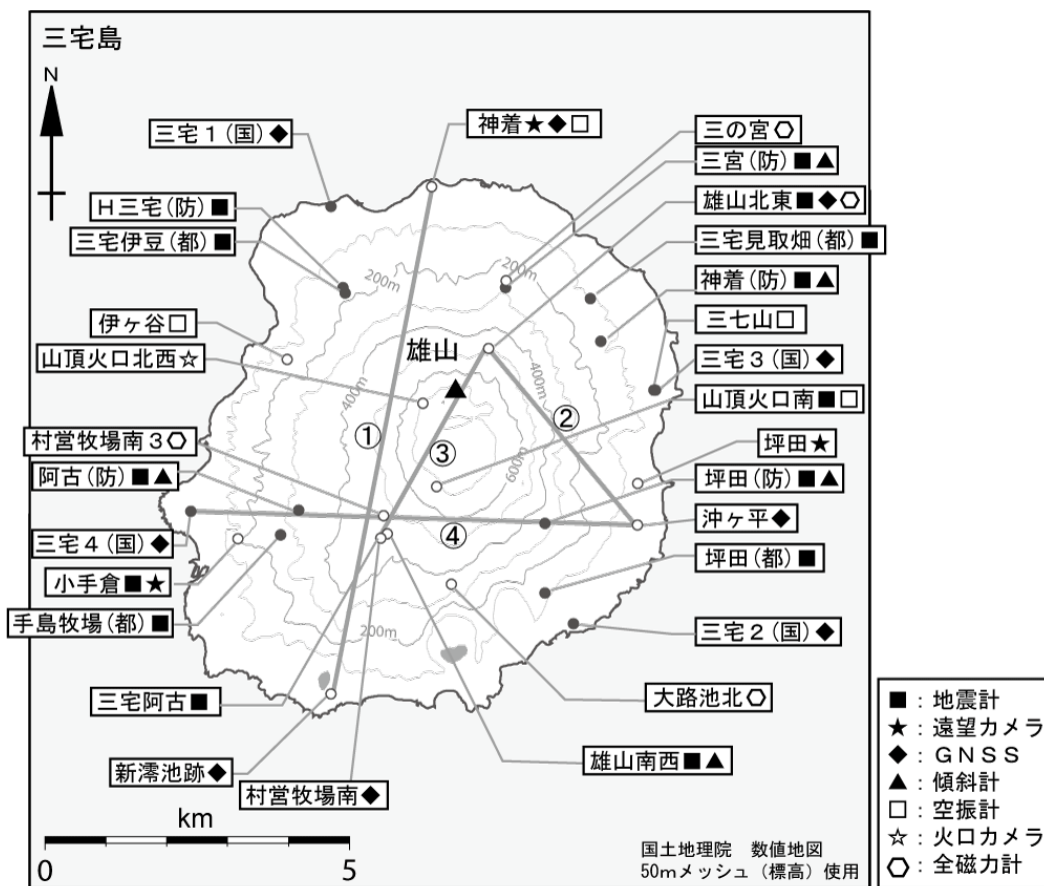 三宅島
N
三宅1(国)◆
神着★◆□
三の宮⬡
三宮(防)■▲
雄山北東■◆⬡
三宅見取畑(都)■
神着(防)■▲
三七山□
三宅3(国)◆
山頂火口南■□
坪田★
坪田(防)■▲
沖ヶ平◆
坪田(都)■
三宅2(国)◆
大路池北⬡
雄山南西■▲
H三宅(防)■
三宅伊豆(都)■
伊ヶ谷□
山頂火口北西☆
村営牧場南3⬡
阿古(防)■▲
三宅4(国)◆
小手倉■★
手島牧場(都)■
三宅阿古■
新澪池跡◆
村営牧場南◆
雄山
200m
200m
400m
400m
600m
200m
①
②
③
④
km
0 5
国土地理院 数値地図
50mメッシュ(標高)使用
■:地震計
★:遠望カメラ
◆:GNSS
▲:傾斜計
□:空振計
☆:火口カメラ
⬡:全磁力計